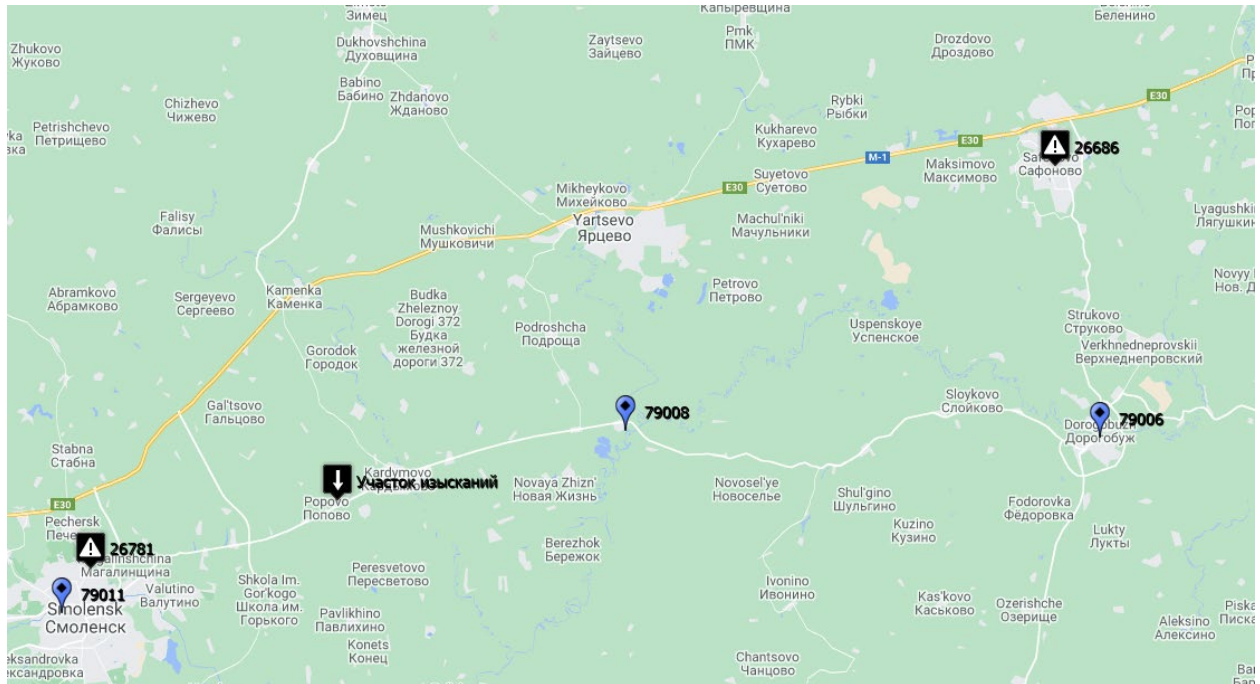 Зимец
КАПЫРЕВЩИНА
Беленино
Zhukovo
Жуково
Dukhovshchina
Духовщина
Zaytsevo
Зайцево
Pmk
ПМК
Drozdovo
Дроздово
Babino
Бабино
Zhdanovo
Жданово
Chizhevo
Чижево
Petrishchevo
Петрищево
Rybki
Рыбки
E30
Kukharevo
Кухарево
E30
26686
Сафоново
M-1
Maksimovo
Максимово
Suyetovo
Суетово
E30
Mikheykovo
Михейково
Yartsevo
Ярцево
Falisy
Фалисы
Mushkovichi
Мушковичи
Machul'niki
Мачульники
Abramkovo
Абрамково
Sergeyevo
Сергеево
Kamenka
Каменка
Budka
Zheleznoy
Dorogi 372
Будка
железной
дороги 372
Petrovo
Петрово
Podroshcha
Подроща
Uspenskoye
Успенское
Strukovo
Струково
Verkhnedneprovskii
Верхнеднепровский
Gorodok
Городок
Gal'tsovo
Гальцово
Sloykovo
Слойково
79008
79006
Дорогобуж
Stabna
Стабна
Kardymovo
Участок изысканий
Popovo
Попово
Novaya Zhizn'
Новая Жизнь
Novosel'ye
Новоселье
Shul'gino
Шульгино
Fodorovka
Фёдоровка
E30
Pechersk
26781
Магалинщина
Kuzino
Кузино
Lukty
Лукты
Berezhok
Бережок
Peresvetovo
Пересветово
Valutino
Валутино
79011
Smolensk
Смоленск
Shkola Im.
Gor'kogo
Школа им.
Горького
Ivonino
Ивонино
Kas'kovo
Каськово
Ozerishche
Озерище
Pavlikhino
Павлихино
Aleksino
Алексино
Konets
Конец
Chantsovo
Чанцово